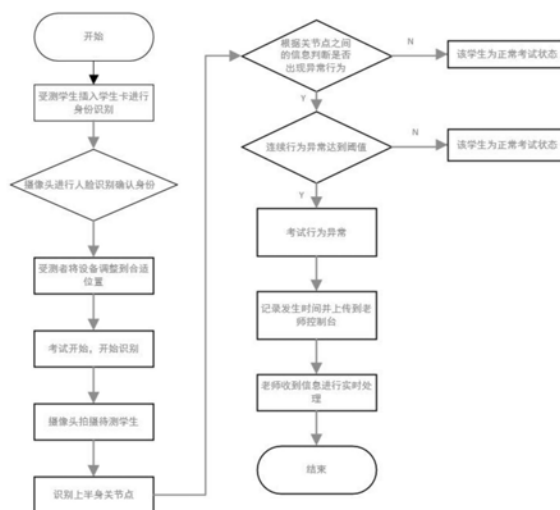 开始
受测学生插入学生卡进行
身份识别
摄像头进行人脸识别确认身份
受测者将设备调整到合适
位置
考试开始，开始识别
摄像头拍摄待测学生
识别上半身关节点
根据关节点之间
的信息判断是否
出现异常行为
N
该学生为正常考试状态
Y
连续行为异常达到阈值
N
该学生为正常考试状态
Y
考试行为异常
记录发生时间并上传到老
师控制台
老师收到信息进行实时处
理
结束